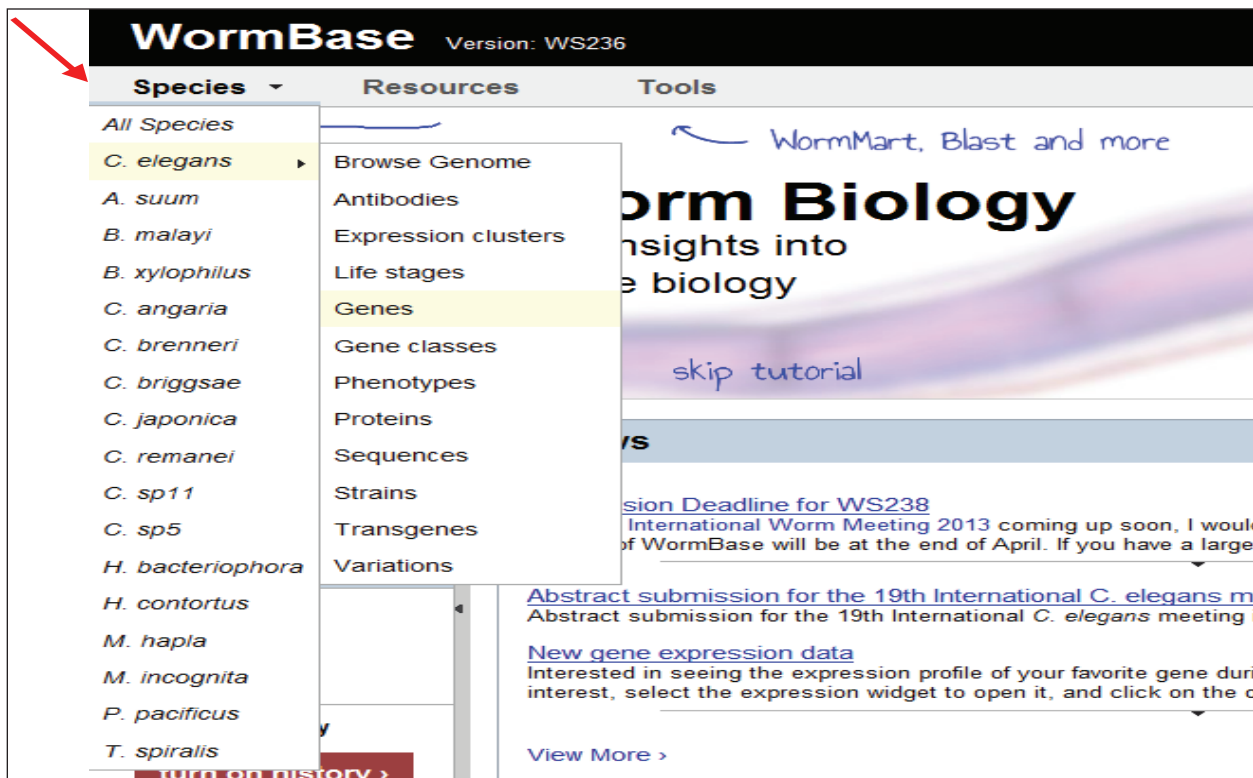 WormBase Version: WS236
Species Resources Tools
All Species
C. elegans
A. suum
B. malayi
B. xylophilus
C. angaria
C. brenneri
C. briggsae
C. japonica
C. remanei
C. sp11
C. sp5
H. bacteriophora
H. contortus
M. hapla
M. incognita
P. pacificus
T. spiralis
Browse Genome
Antibodies
Expression clusters
Life stages
Genes
Gene classes
Phenotypes
Proteins
Sequences
Strains
Transgenes
Variations
WormMart, Blast and more
orm Biology
nsights into
e biology
skip tutorial
sion Deadline for WS238
International Worm Meeting 2013 coming up soon, I woul
of WormBase will be at the end of April. If you have a large
Abstract submission for the 19th International C. elegans m
Abstract submission for the 19th International C. elegans meeting
New gene expression data
Interested in seeing the expression profile of your favorite gene duri
interest, select the expression widget to open it, and click on the
View More ›
turn on history ›